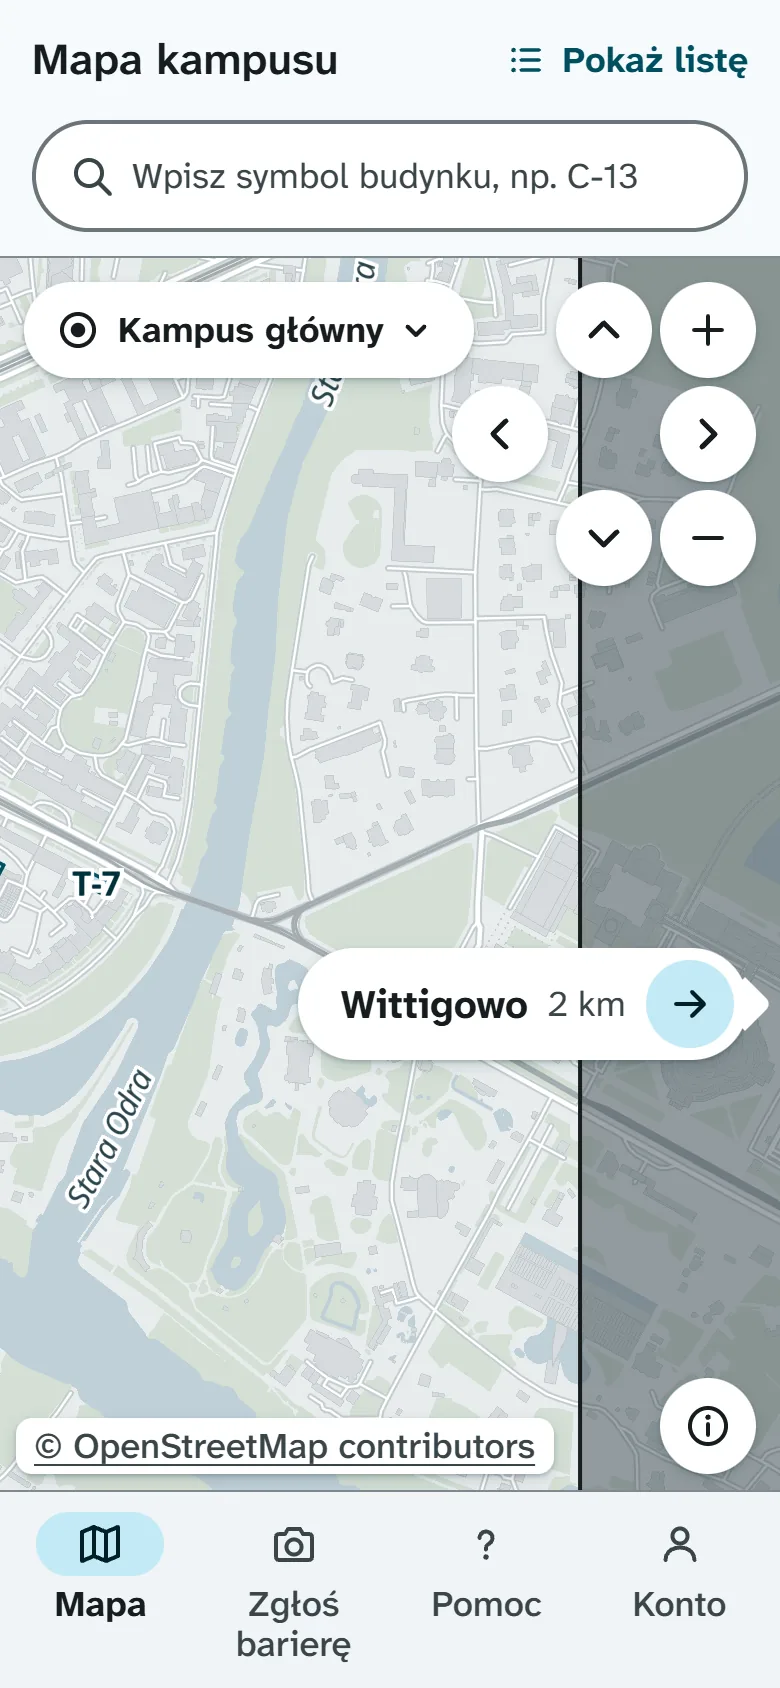 Mapa kampusu
Pokaż listę
Wpisz symbol budynku, np. C-13
Kampus główny
T-7
Wittigowo 2 km
Stara Odra
© OpenStreetMap contributors
Mapa
Zgłoś
barierę
Pomoc
Konto